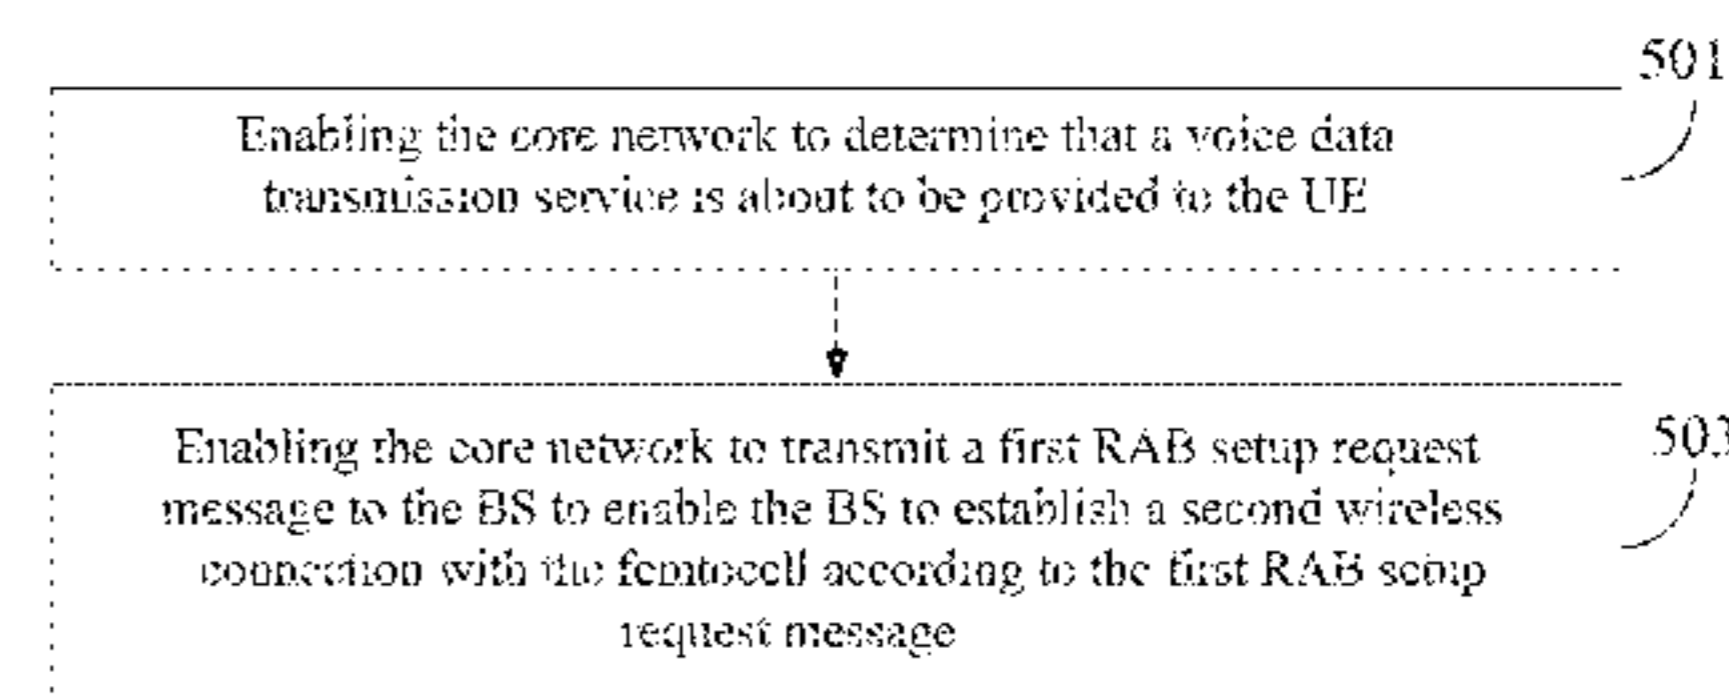 501
Enabling the core network to determine that a voice data
transmission service is about to be provided to the UE
503
Enabling the core network to transmit a first RAB setup request
message to the BS to enable the BS to establish a second wireless
connection with the femtocell according to the first RAB setup
request message